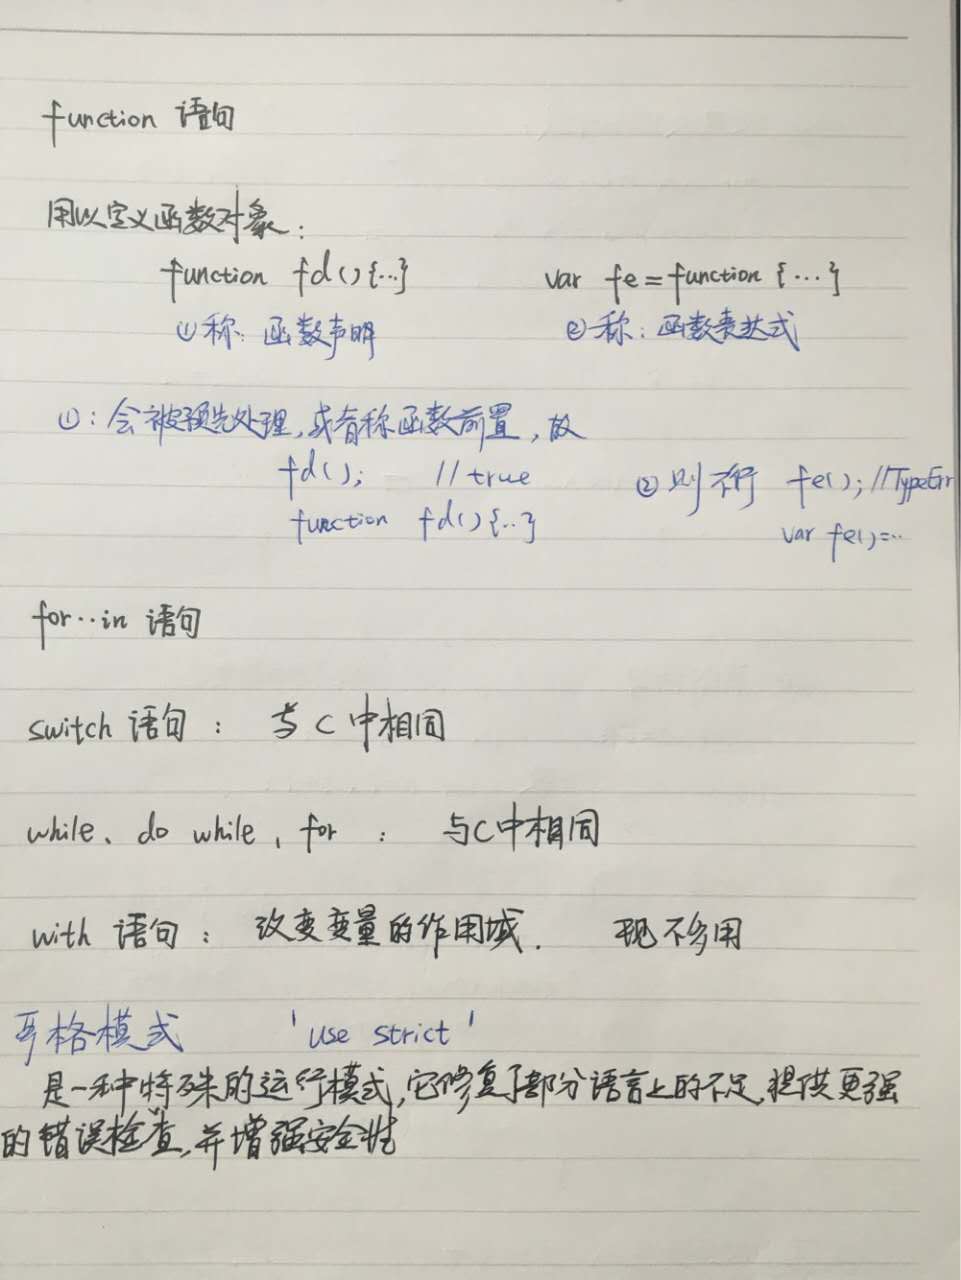 function 语句
用以定义函数对象：
function fd(){...}    var fe=function {...}
①称：函数声明    ②称：函数表达式
①：会被预先处理，或者称函数前置，故
fd();    //true    ②则不行 fe();//TypeErr
function fd(){..}    var fe()=...
for..in 语句
switch 语句：与C中相同
while、do while，for：与C中相同
with 语句：改变变量的作用域．现不多用
严格模式    'use strict'
是一种特殊的运行模式，它修复了部分语言上的不足，提供更强
的错误检查，并增强安全性